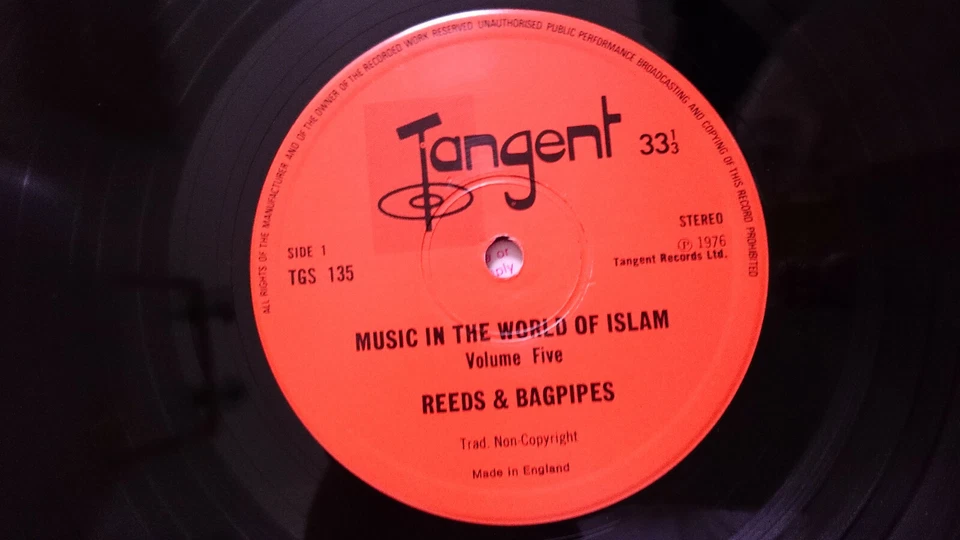 ALL RIGHTS OF THE MANUFACTURER AND OF THE OWNER OF THE RECORDED WORK RESERVED UNAUTHORISED PUBLIC PERFORMANCE BROADCASTING AND COPYING OF THIS RECORD PROHIBITED
Tangent 33⅓
STEREO
SIDE 1
Ⓟ 1976
TGS 135
Tangent Records Ltd.
or
ply
MUSIC IN THE WORLD OF ISLAM
Volume Five
REEDS & BAGPIPES
Trad. Non-Copyright
Made in England